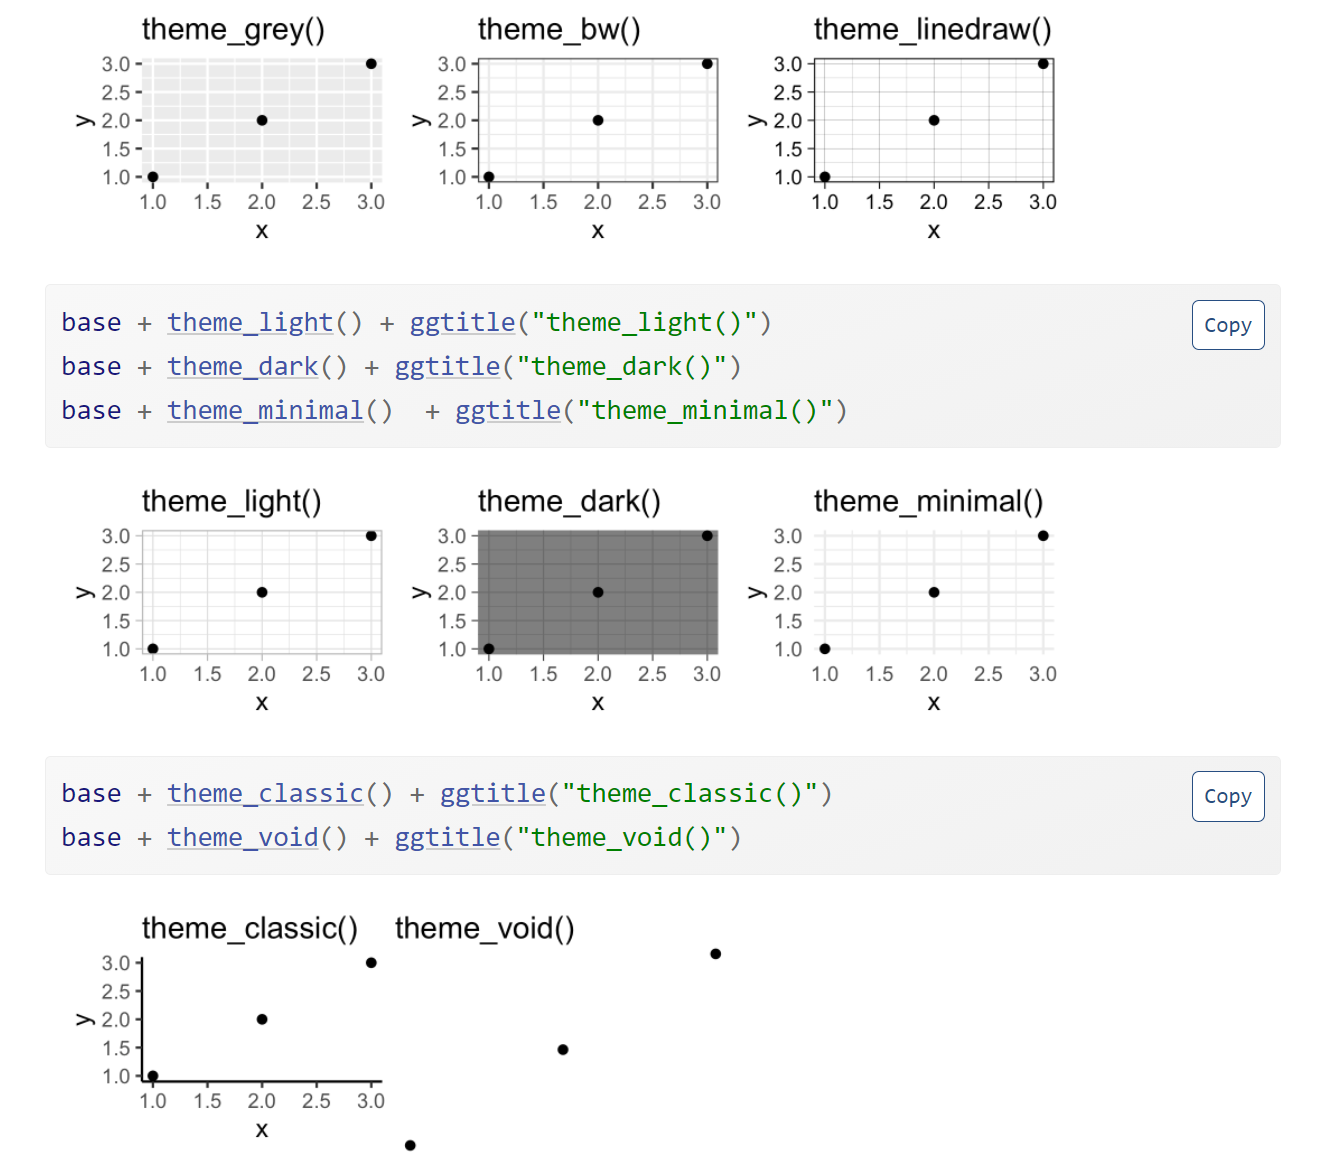 theme_grey() theme_bw() theme_linedraw()
3.0 3.0 3.0
2.5 2.5 2.5
y 2.0 y 2.0 y 2.0
1.5 1.5 1.5
1.0 1.0 1.0
1.0 1.5 2.0 2.5 3.0 1.0 1.5 2.0 2.5 3.0 1.0 1.5 2.0 2.5 3.0
x x x
base + theme_light() + ggtitle("theme_light()") Copy
base + theme_dark() + ggtitle("theme_dark()")
base + theme_minimal()  + ggtitle("theme_minimal()")
theme_light() theme_dark() theme_minimal()
3.0 3.0 3.0
2.5 2.5 2.5
y 2.0 y 2.0 y 2.0
1.5 1.5 1.5
1.0 1.0 1.0
1.0 1.5 2.0 2.5 3.0 1.0 1.5 2.0 2.5 3.0 1.0 1.5 2.0 2.5 3.0
x x x
base + theme_classic() + ggtitle("theme_classic()") Copy
base + theme_void() + ggtitle("theme_void()")
theme_classic() theme_void()
3.0
2.5
y 2.0
1.5
1.0
1.0 1.5 2.0 2.5 3.0
x